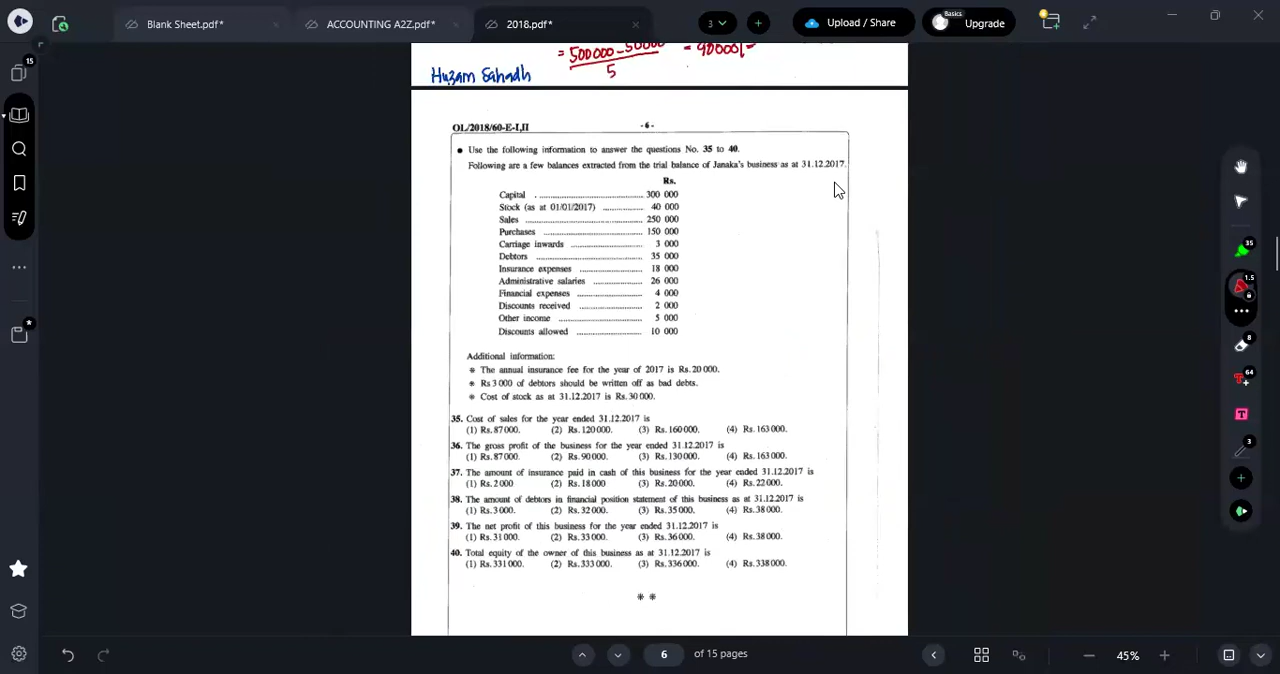 Blank Sheet.pdf*
ACCOUNTING A2Z.pdf*
2018.pdf*
3
Upload / Share
Basics
Upgrade
= 500000 - 50000
5
= 90000/=
Huzam Sahadh
OL/2018/60-E-I,II
- 6 -
● Use the following information to answer the questions No. 35 to 40.
Following are a few balances extracted from the trial balance of Janaka's business as at 31.12.2017.
Rs.
Capital ........................................ 300 000
Stock (as at 01/01/2017) ............... 40 000
Sales ........................................ 250 000
Purchases ................................... 150 000
Carriage inwards .......................... 3 000
Debtors ...................................... 35 000
Insurance expenses ....................... 18 000
Administrative salaries .................. 26 000
Financial expenses ........................ 4 000
Discounts received ........................ 2 000
Other income ............................... 5 000
Discounts allowed ......................... 10 000
Additional information:
* The annual insurance fee for the year of 2017 is Rs.20 000.
* Rs 3 000 of debtors should be written off as bad debts.
* Cost of stock as at 31.12.2017 is Rs.30 000.
35. Cost of sales for the year ended 31.12.2017 is
(1) Rs. 87 000. (2) Rs. 120 000. (3) Rs. 160 000. (4) Rs. 163 000.
36. The gross profit of the business for the year ended 31.12.2017 is
(1) Rs. 87 000. (2) Rs. 90 000. (3) Rs. 130 000. (4) Rs. 163 000.
37. The amount of insurance paid in cash of this business for the year ended 31.12.2017 is
(1) Rs. 2 000 (2) Rs. 18 000 (3) Rs. 20 000. (4) Rs. 22 000.
38. The amount of debtors in financial position statement of this business as at 31.12.2017 is
(1) Rs. 3 000. (2) Rs. 32 000. (3) Rs. 35 000. (4) Rs. 38 000.
39. The net profit of this business for the year ended 31.12.2017 is
(1) Rs. 31 000. (2) Rs. 33 000. (3) Rs. 36 000. (4) Rs. 38 000.
40. Total equity of the owner of this business as at 31.12.2017 is
(1) Rs. 331 000. (2) Rs. 333 000. (3) Rs. 336 000. (4) Rs. 338 000.
* *
15
35
1.5
8
64
3
6 of 15 pages
45%